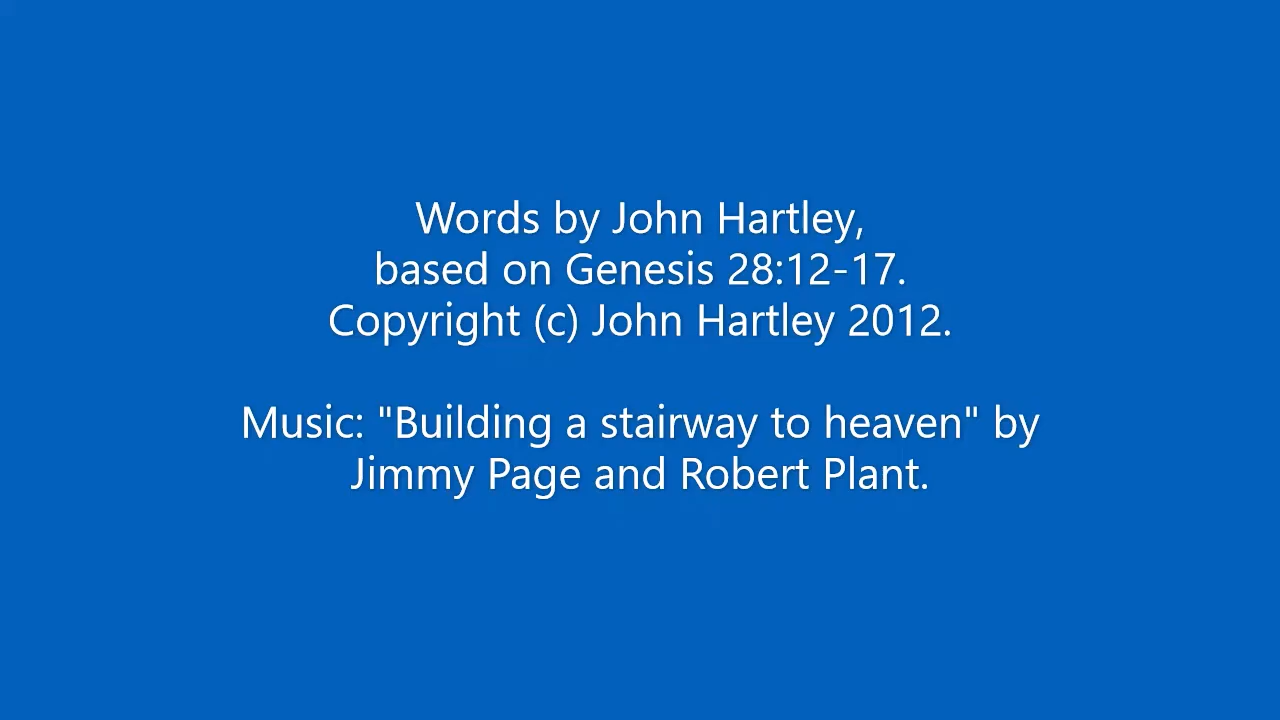 Words by John Hartley,
based on Genesis 28:12-17.
Copyright (c) John Hartley 2012.
Music: "Building a stairway to heaven" by
Jimmy Page and Robert Plant.